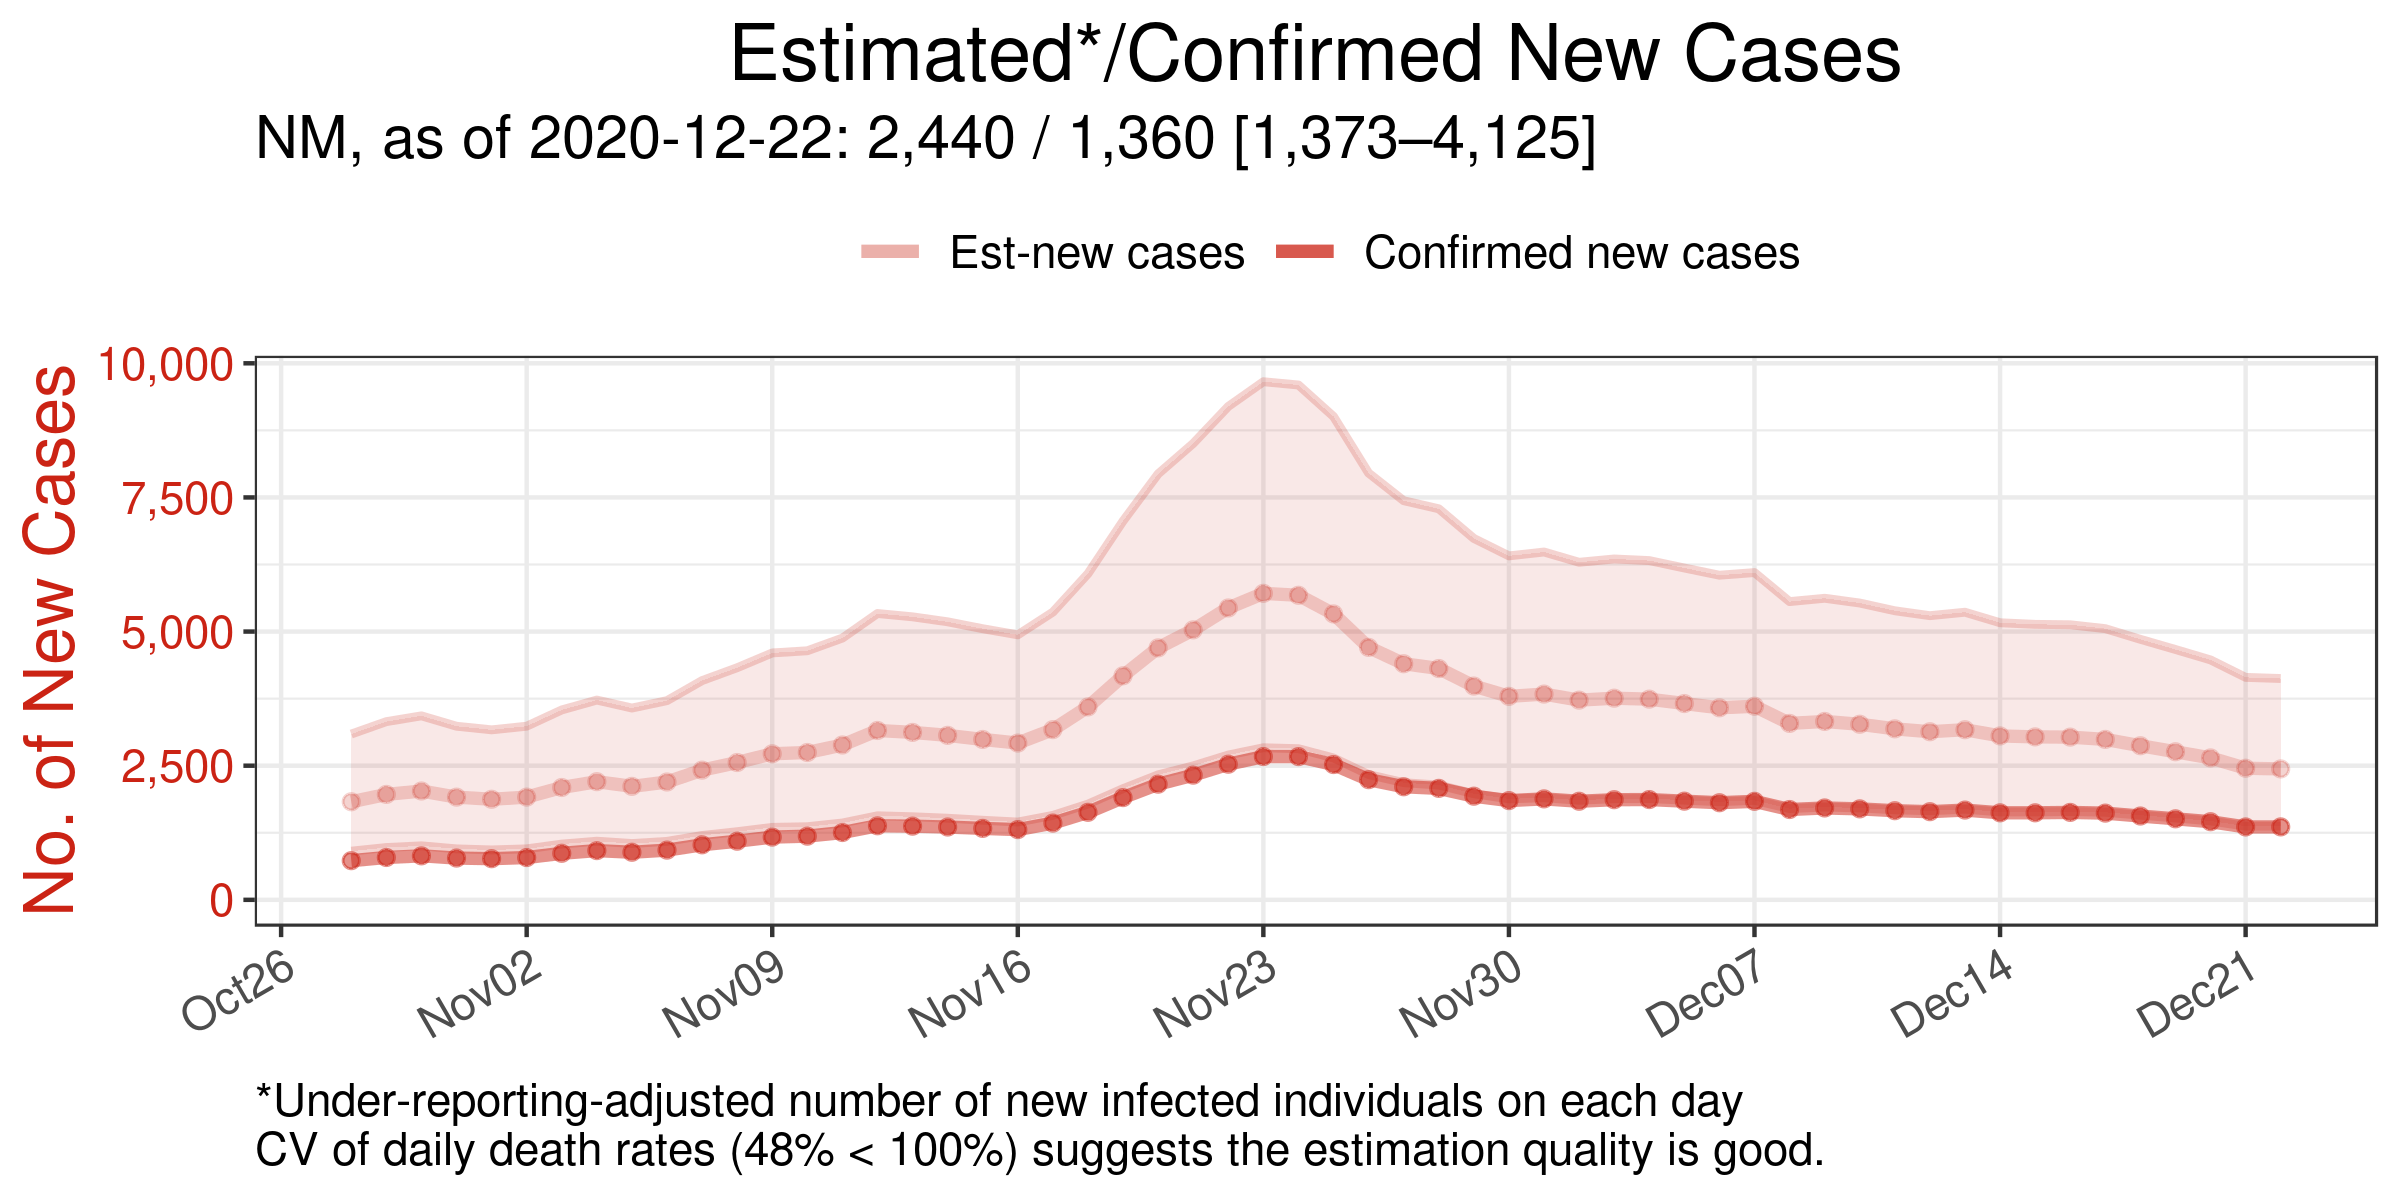 Estimated*/Confirmed New Cases
NM, as of 2020-12-22: 2,440 / 1,360 [1,373–4,125]
Est-new cases Confirmed new cases
No. of New Cases
10,000
7,500
5,000
2,500
0
Oct26 Nov02 Nov09 Nov16 Nov23 Nov30 Dec07 Dec14 Dec21
*Under-reporting-adjusted number of new infected individuals on each day
CV of daily death rates (48% < 100%) suggests the estimation quality is good.